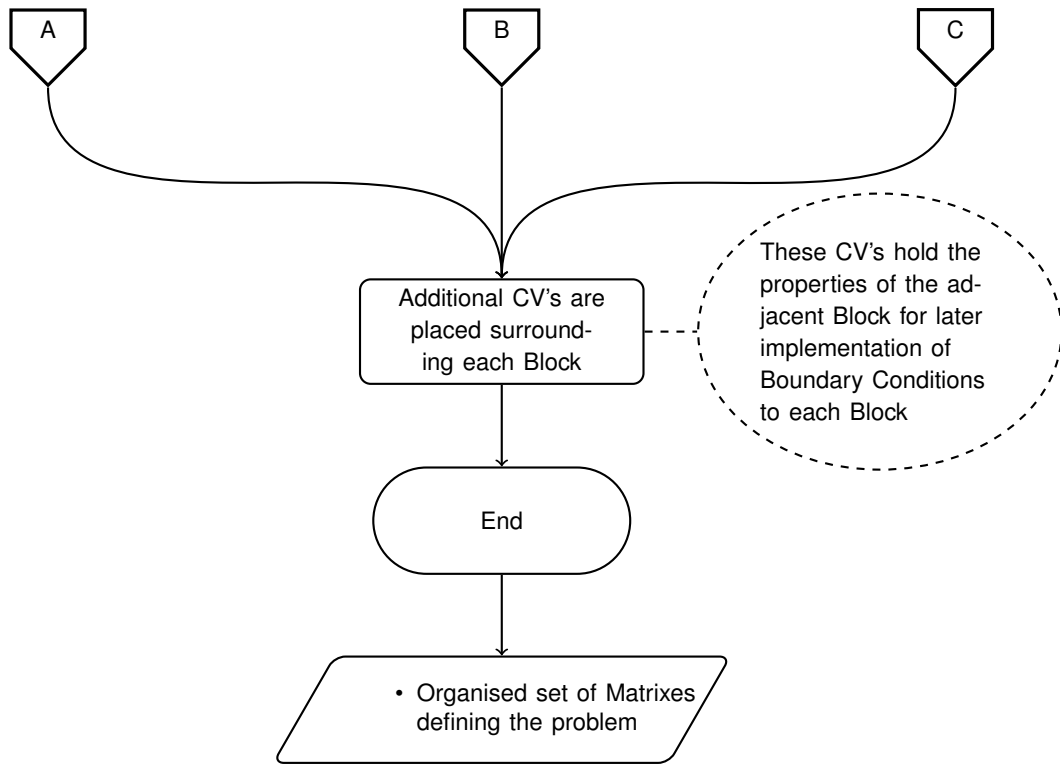 A
B
C
These CV's hold the
properties of the ad-
jacent Block for later
implementation of
Boundary Conditions
to each Block
Additional CV's are
placed surround-
ing each Block
End
• Organised set of Matrixes
defining the problem